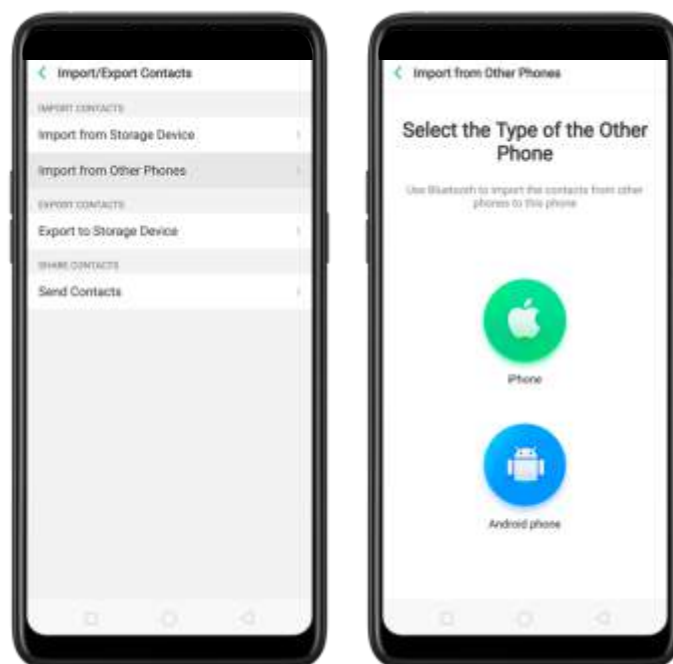 Import/Export Contacts
IMPORT CONTACTS
Import from Storage Device
Import from Other Phones
EXPORT CONTACTS
Export to Storage Device
SHARE CONTACTS
Send Contacts
Import from Other Phones
Select the Type of the Other
Phone
Use Bluetooth to import the contacts from other
phones to this phone
iPhone
Android phone